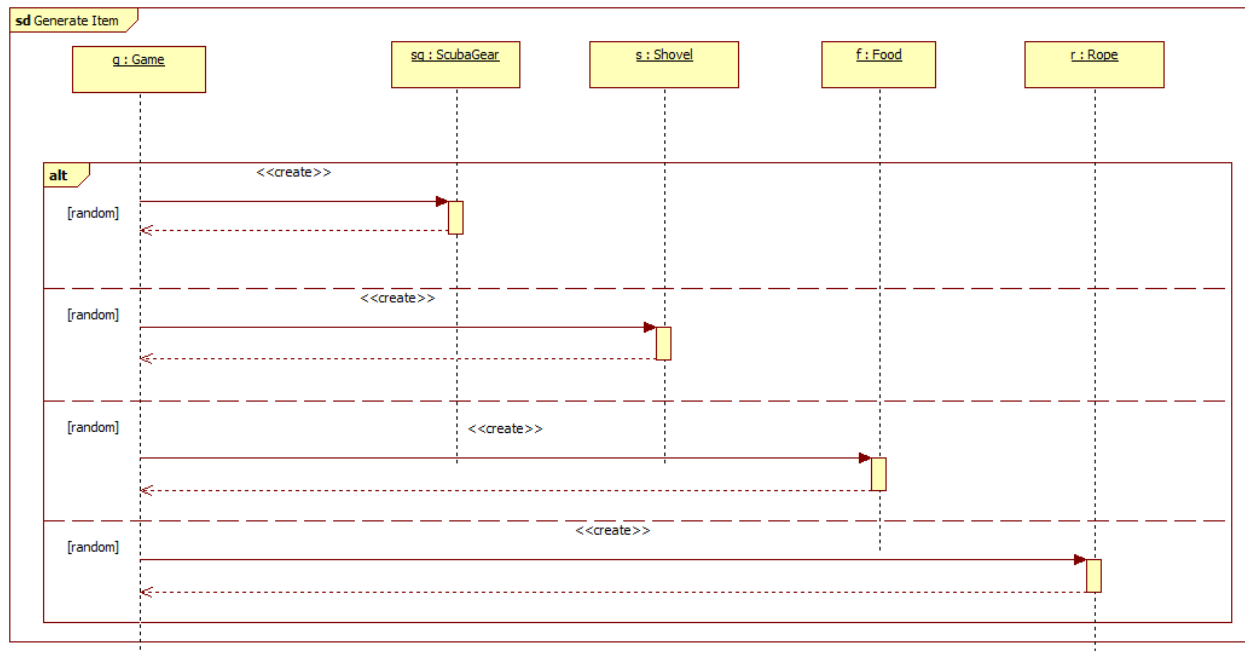 sd Generate Item
g : Game
sg : ScubaGear
s : Shovel
f : Food
r : Rope
alt
<<create>>
[random]
<<create>>
[random]
<<create>>
[random]
<<create>>
[random]